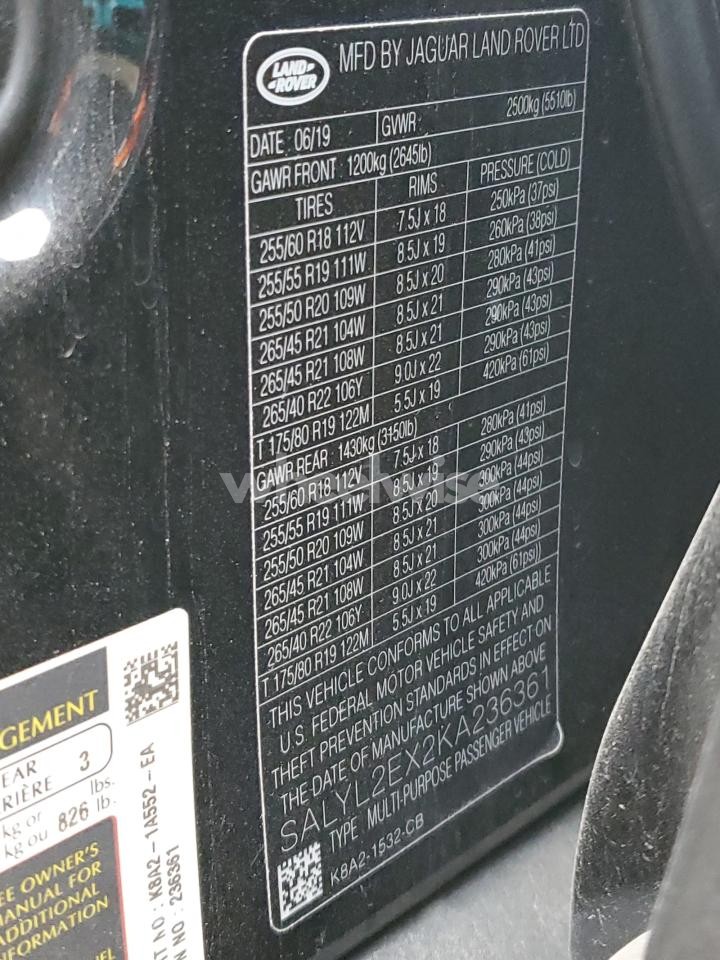 LAND ROVER
MFD BY JAGUAR LAND ROVER LTD
DATE: 06/19 GVWR: 2500kg (5510lb)
GAWR FRONT: 1200kg (2645lb)
TIRES RIMS PRESSURE (COLD)
255/60 R18 112V 7.5J x 18 250kPa (37psi)
255/55 R19 111W 8.5J x 19 260kPa (38psi)
255/50 R20 109W 8.5J x 20 280kPa (41psi)
265/45 R21 104W 8.5J x 21 290kPa (43psi)
265/45 R21 108W 8.5J x 21 290kPa (43psi)
265/40 R22 106Y 9.0J x 22 290kPa (43psi)
T 175/80 R19 122M 5.5J x 19 420kPa (61psi)
GAWR REAR: 1430kg (3150lb)
255/60 R18 112V 7.5J x 18 280kPa (41psi)
255/55 R19 111W 8.5J x 19 290kPa (43psi)
255/50 R20 109W 8.5J x 20 300kPa (44psi)
265/45 R21 104W 8.5J x 21 300kPa (44psi)
265/45 R21 108W 8.5J x 21 300kPa (44psi)
265/40 R22 106Y 9.0J x 22 300kPa (44psi)
T 175/80 R19 122M 5.5J x 19 420kPa (61psi))
THIS VEHICLE CONFORMS TO ALL APPLICABLE
U.S. FEDERAL MOTOR VEHICLE SAFETY AND
THEFT PREVENTION STANDARDS IN EFFECT ON
THE DATE OF MANUFACTURE SHOWN ABOVE
SALYL2EX2KA236361
TYPE: MULTI-PURPOSE PASSENGER VEHICLE
K8A2-1532-CB
GEMENT
EAR
RIÈRE 3
kg or lbs.
kg ou 826 lb.
EE OWNER'S
MANUAL FOR
ADDITIONAL
NFORMATION
RT NO: K8A2-1A552-EA
N NO: 236361